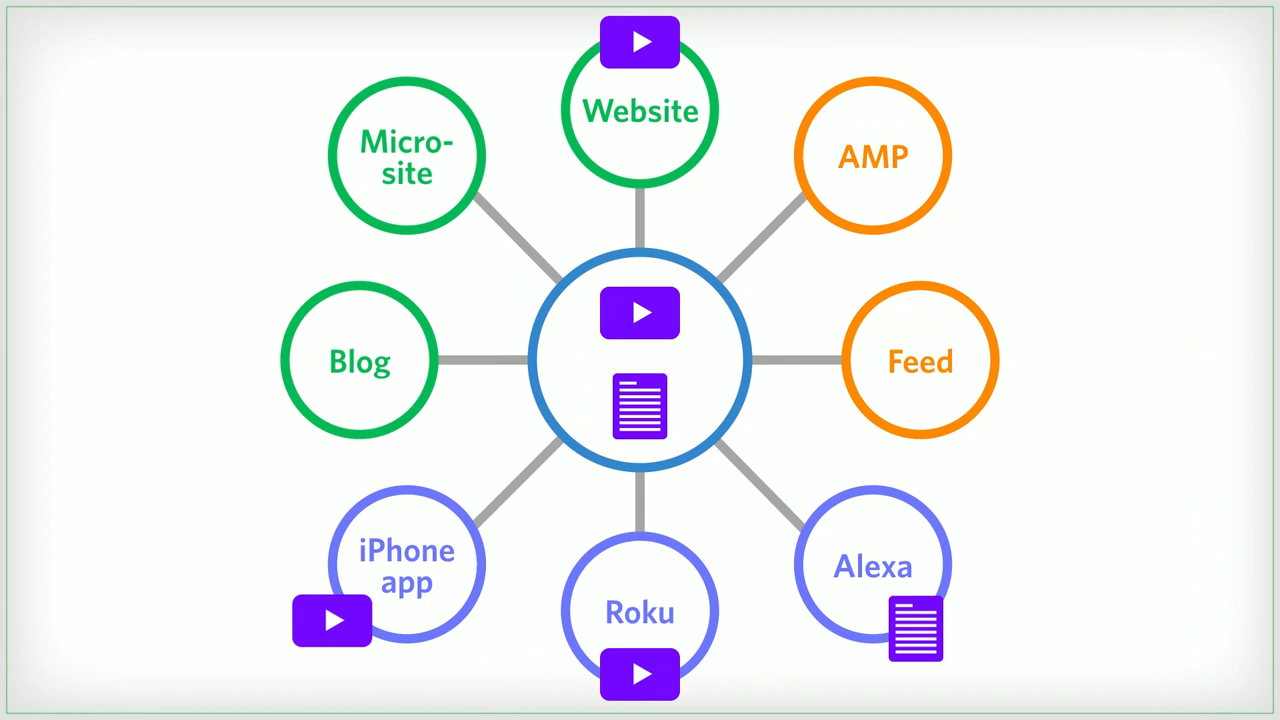 Website
Micro-
site
AMP
Blog
Feed
iPhone
app
Roku
Alexa